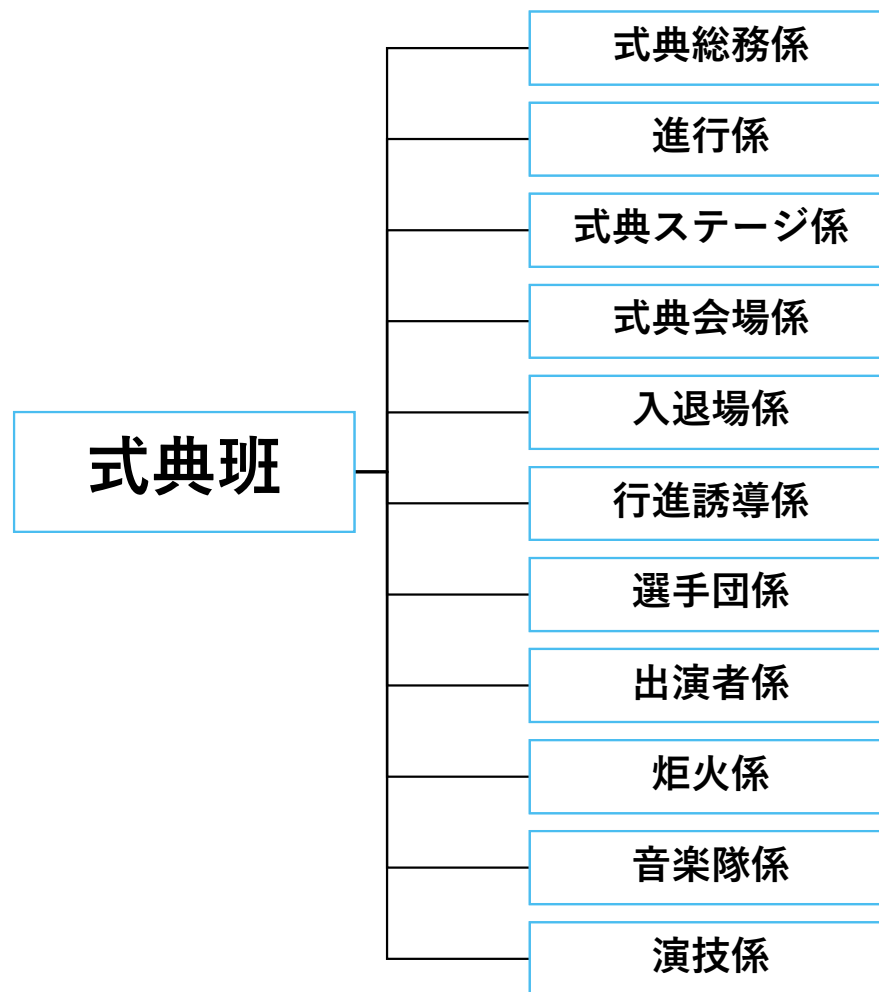 式典総務係
進行係
式典ステージ係
式典会場係
入退場係
式典班
行進誘導係
選手団係
出演者係
炬火係
音楽隊係
演技係